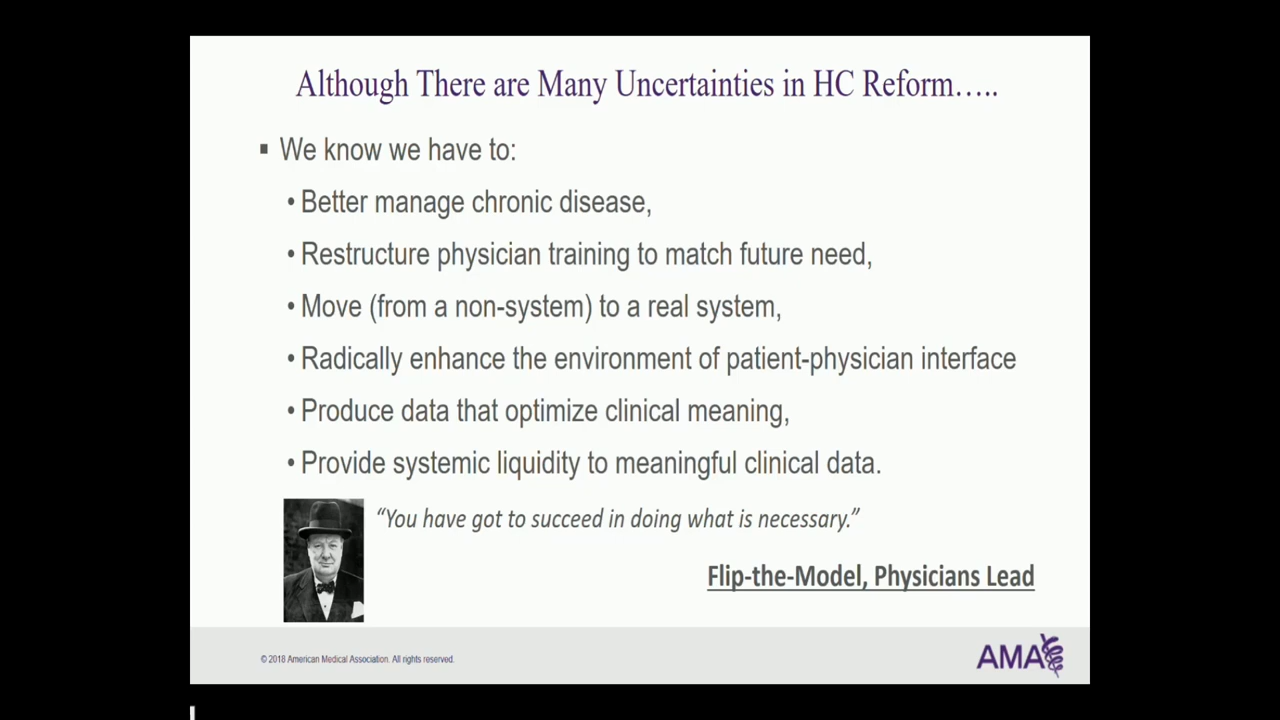 Although There are Many Uncertainties in HC Reform…..
▪ We know we have to:
• Better manage chronic disease,
• Restructure physician training to match future need,
• Move (from a non-system) to a real system,
• Radically enhance the environment of patient-physician interface
• Produce data that optimize clinical meaning,
• Provide systemic liquidity to meaningful clinical data.
“You have got to succeed in doing what is necessary.”
Flip-the-Model, Physicians Lead
© 2018 American Medical Association. All rights reserved.
AMA